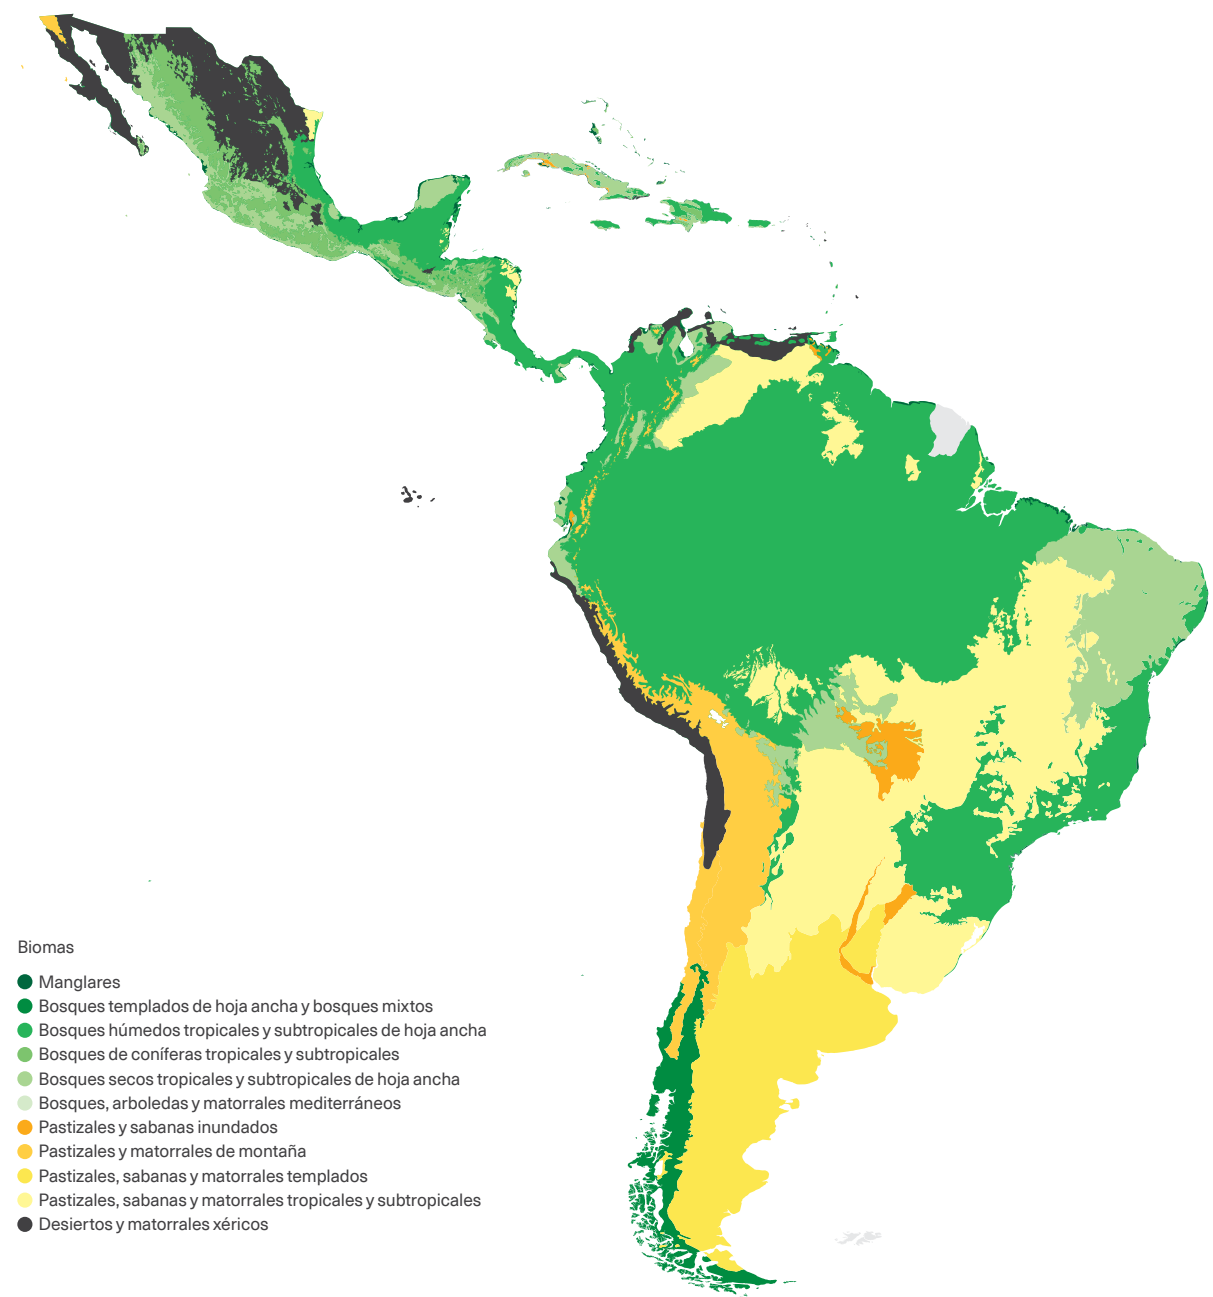 Biomas
Manglares
Bosques templados de hoja ancha y bosques mixtos
Bosques húmedos tropicales y subtropicales de hoja ancha
Bosques de coníferas tropicales y subtropicales
Bosques secos tropicales y subtropicales de hoja ancha
Bosques, arboledas y matorrales mediterráneos
Pastizales y sabanas inundados
Pastizales y matorrales de montaña
Pastizales, sabanas y matorrales templados
Pastizales, sabanas y matorrales tropicales y subtropicales
Desiertos y matorrales xéricos